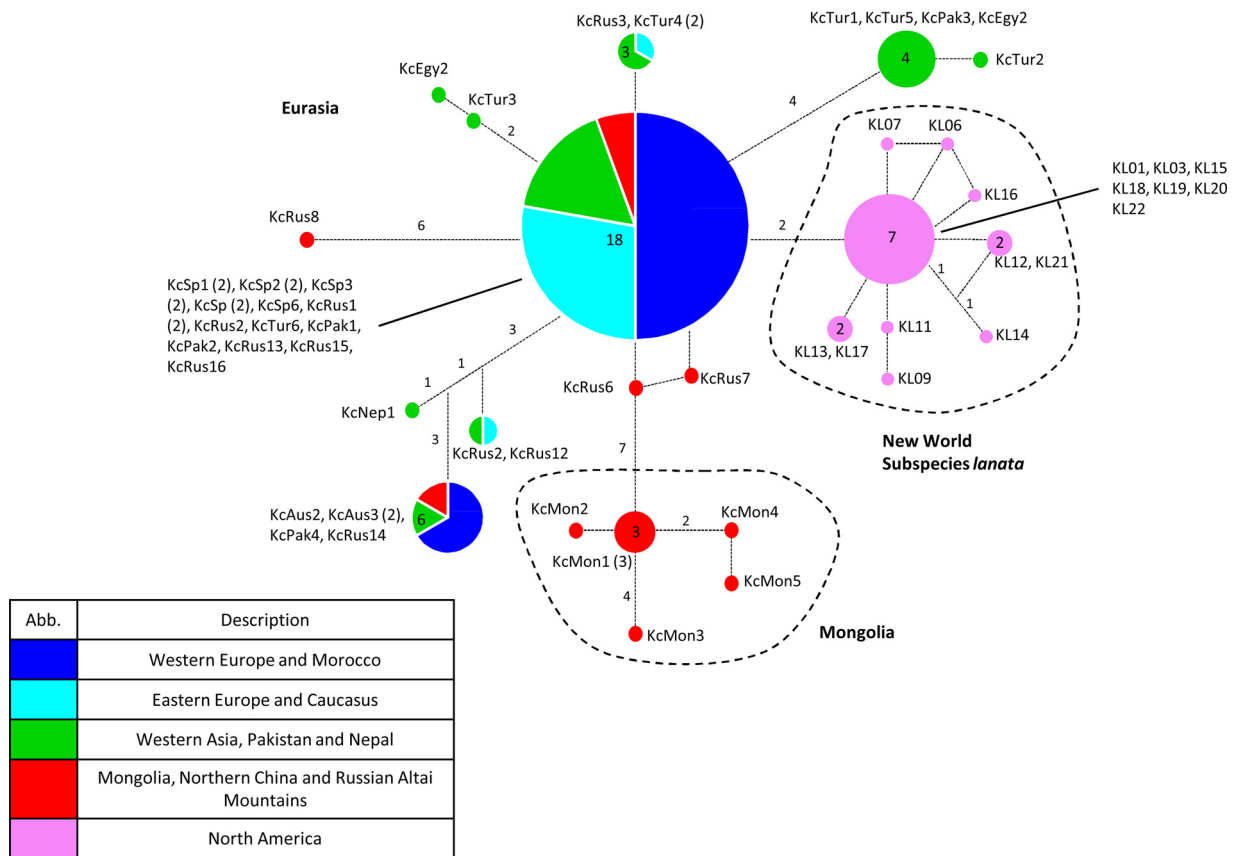 KcRus3, KcTur4 (2)
3
KcTur1, KcTur5, KcPak3, KcEgy2
4
KcTur2
KcEgy2
KcTur3
2
Eurasia
4
KL07
KL06
KL16
KL01, KL03, KL15
KL18, KL19, KL20
KL22
KcRus8
6
18
2
7
2
KL12, KL21
1
1
KL14
KcSp1 (2), KcSp2 (2), KcSp3
(2), KcSp (2), KcSp6, KcRus1
(2), KcRus2, KcTur6, KcPak1,
KcPak2, KcRus13, KcRus15,
KcRus16
3
1
1
2
KL13, KL17
KL11
KL09
KcRus6
KcRus7
KcNep1
3
KcRus2, KcRus12
7
New World
Subspecies lanata
KcAus2, KcAus3 (2),
KcPak4, KcRus14
6
KcMon2
3
2
KcMon4
KcMon1 (3)
KcMon5
4
KcMon3
Mongolia
Abb. Description
Western Europe and Morocco
Eastern Europe and Caucasus
Western Asia, Pakistan and Nepal
Mongolia, Northern China and Russian Altai
Mountains
North America